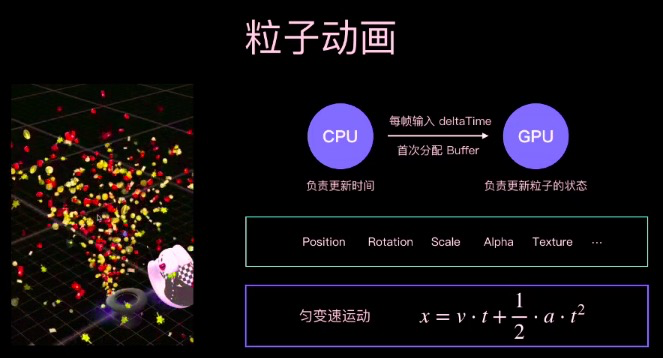 粒子动画
CPU
每帧输入 deltaTime
首次分配 Buffer
GPU
负责更新时间
负责更新粒子的状态
Position Rotation Scale Alpha Texture ...
匀变速运动 x = v · t + 1/2 · a · t²